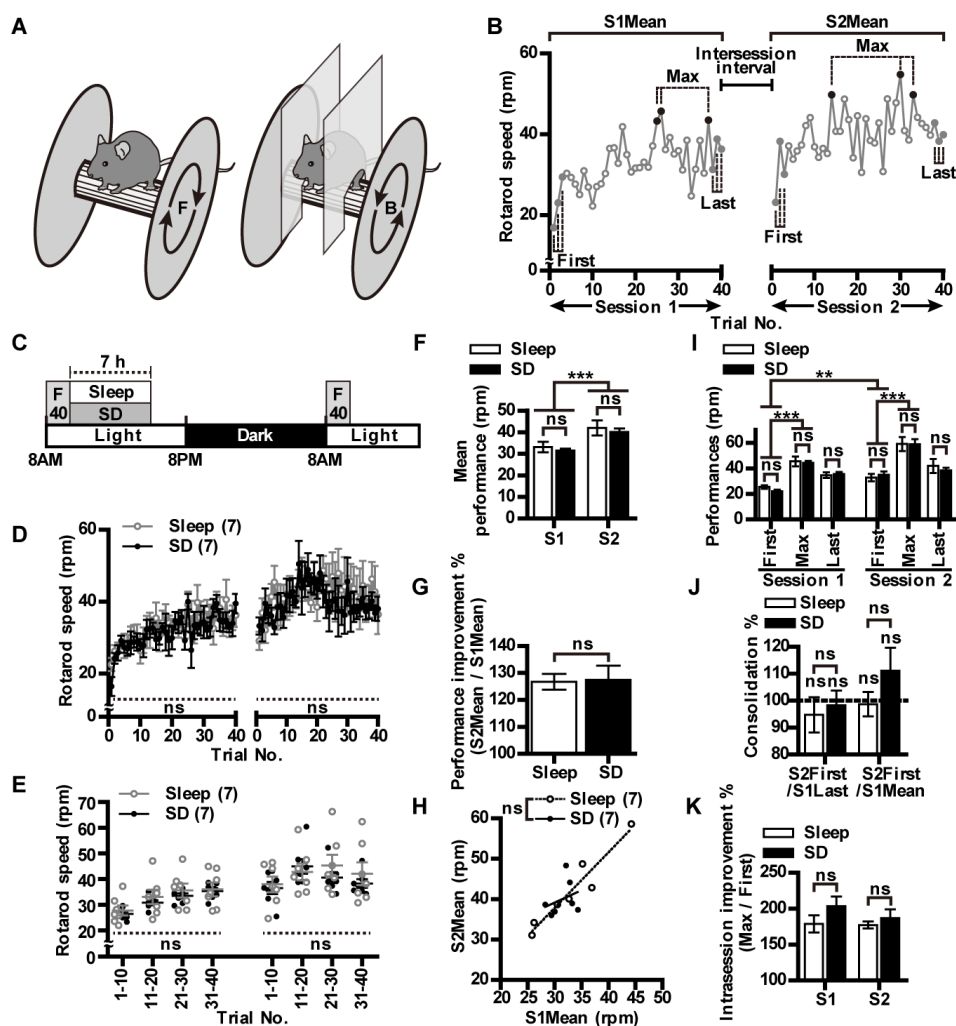 A
F
B
B
S1Mean
S2Mean
Intersession
interval
Max
Max
Rotarod speed (rpm)
60
40
20
0
First
Last
First
Last
0 10 20 30 40
0 10 20 30 40
Session 1
Session 2
Trial No.
C
7 h
F
40
Sleep
SD
F
40
Light
Dark
Light
8AM
8PM
8AM
D
Sleep (7)
SD (7)
Rotarod speed (rpm)
60
40
20
0
ns
ns
0 10 20 30 40
0 10 20 30 40
Trial No.
E
Sleep (7)
SD (7)
Rotarod speed (rpm)
70
60
50
40
30
20
0
ns
ns
1-10
11-20
21-30
31-40
1-10
11-20
21-30
31-40
Trial No.
F
Sleep
SD
Mean
performance (rpm)
60
50
40
30
20
10
0
***
ns
ns
S1
S2
G
Performance improvement %
(S2Mean / S1Mean)
140
130
120
110
100
ns
Sleep
SD
H
ns
Sleep (7)
SD (7)
S2Mean (rpm)
60
50
40
30
20
20 25 30 35 40 45 50
S1Mean (rpm)
I
Sleep
SD
Performances (rpm)
60
40
20
0
**
***
***
ns
ns
ns
ns
ns
ns
First
Max
Last
First
Max
Last
Session 1
Session 2
J
Sleep
SD
Consolidation %
120
110
100
90
80
ns
ns
ns
ns
ns
ns
S2First
/S1Last
S2First
/S1Mean
K
Intrasession improvement %
(Max / First)
Sleep
SD
250
200
150
100
ns
ns
S1
S2